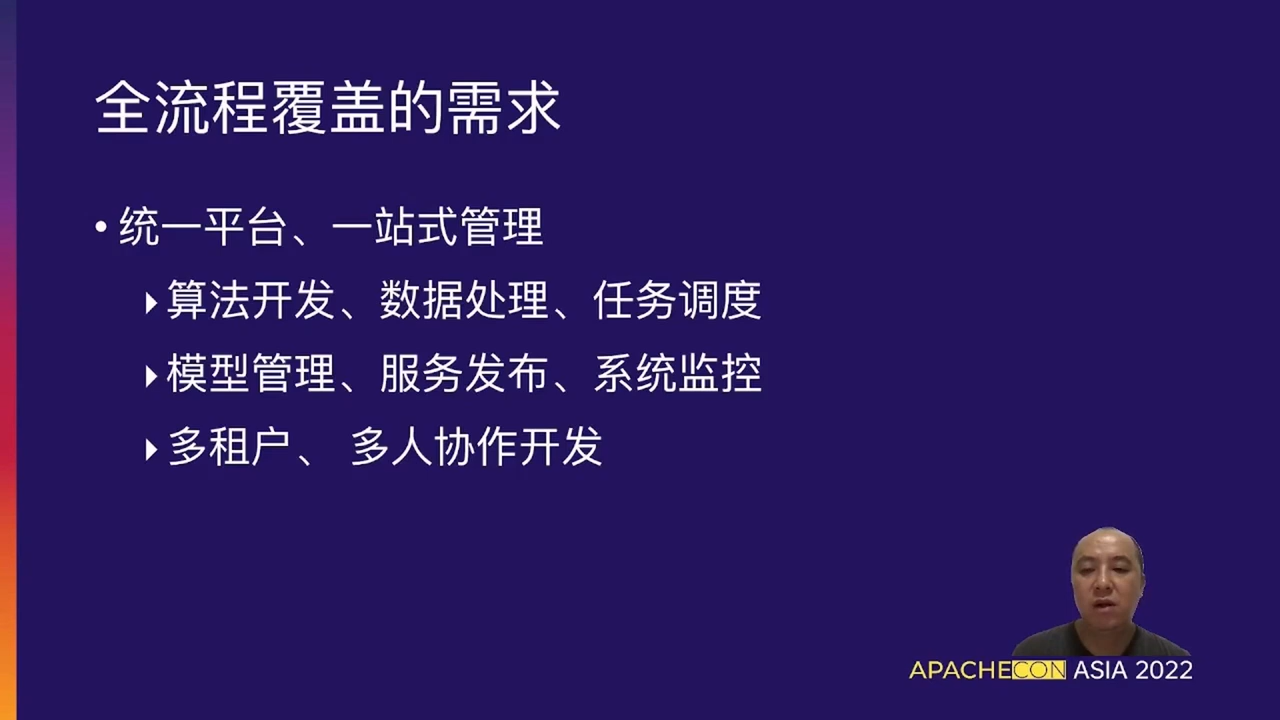 全流程覆盖的需求
• 统一平台、一站式管理
算法开发、数据处理、任务调度
模型管理、服务发布、系统监控
多租户、 多人协作开发
APACHECON ASIA 2022